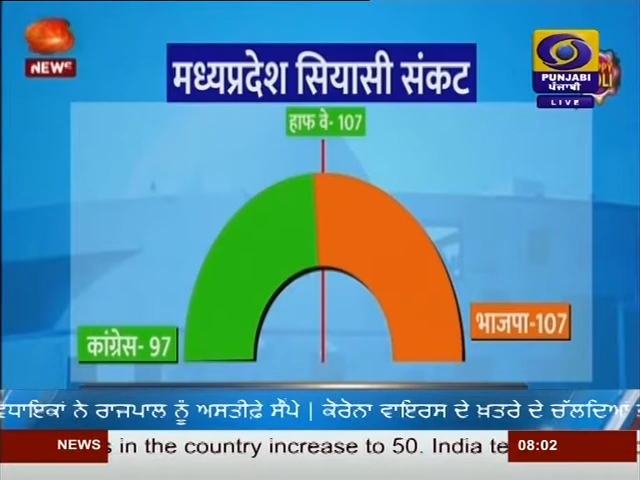 NEWS
मध्यप्रदेश सियासी संकट
PUNJABI
ਪੰਜਾਬੀ
LIVE
हाफ वे- 107
कांग्रेस- 97
भाजपा-107
ਵਿਧਾਇਕਾਂ ਨੇ ਰਾਜਪਾਲ ਨੂੰ ਅਸਤੀਫ਼ੇ ਸੌਂਪੇ | ਕੋਰੋਨਾ ਵਾਇਰਸ ਦੇ ਖ਼ਤਰੇ ਦੇ ਚੱਲਦਿਆਂ
NEWS
s in the country increase to 50. India te
08:02